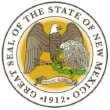 GREAT SEAL OF THE STATE OF NEW MEXICO
• 1912 •